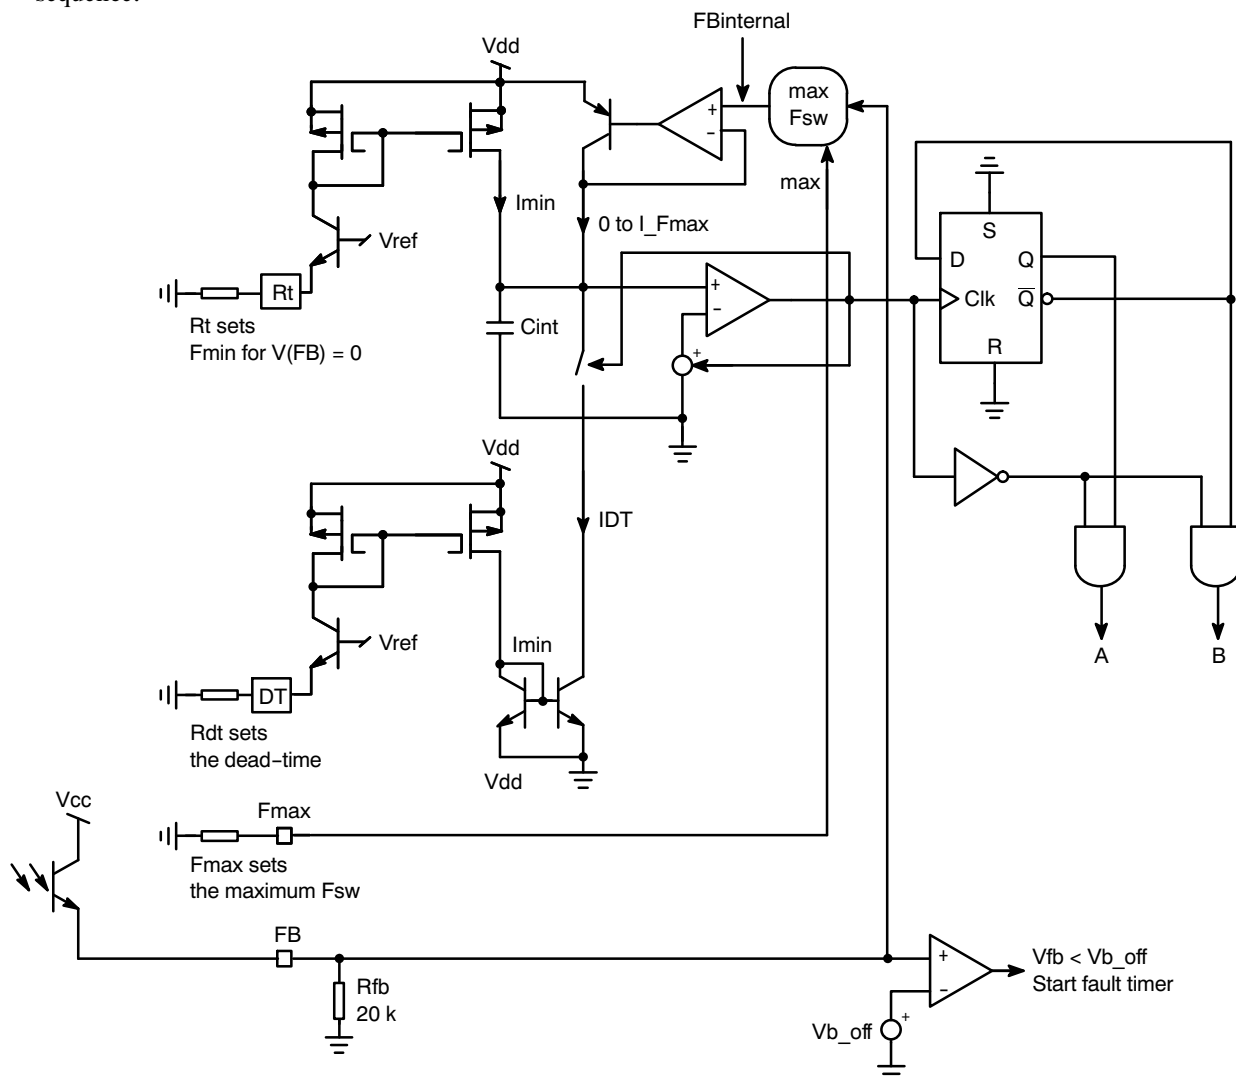 sequence.
FBinternal
Vdd
max
Fsw
+
−
max
Imin
0 to I_Fmax
Vref
S
D
Q
Rt
Clk
Q
+
−
Cint
+
Rt sets
Fmin for V(FB) = 0
R
Vdd
IDT
Vref
Imin
A
B
DT
Rdt sets
the dead−time
Vdd
Vcc
Fmax
Fmax sets
the maximum Fsw
FB
+
−
Vfb < Vb_off
Start fault timer
Rfb
20 k
Vb_off
+